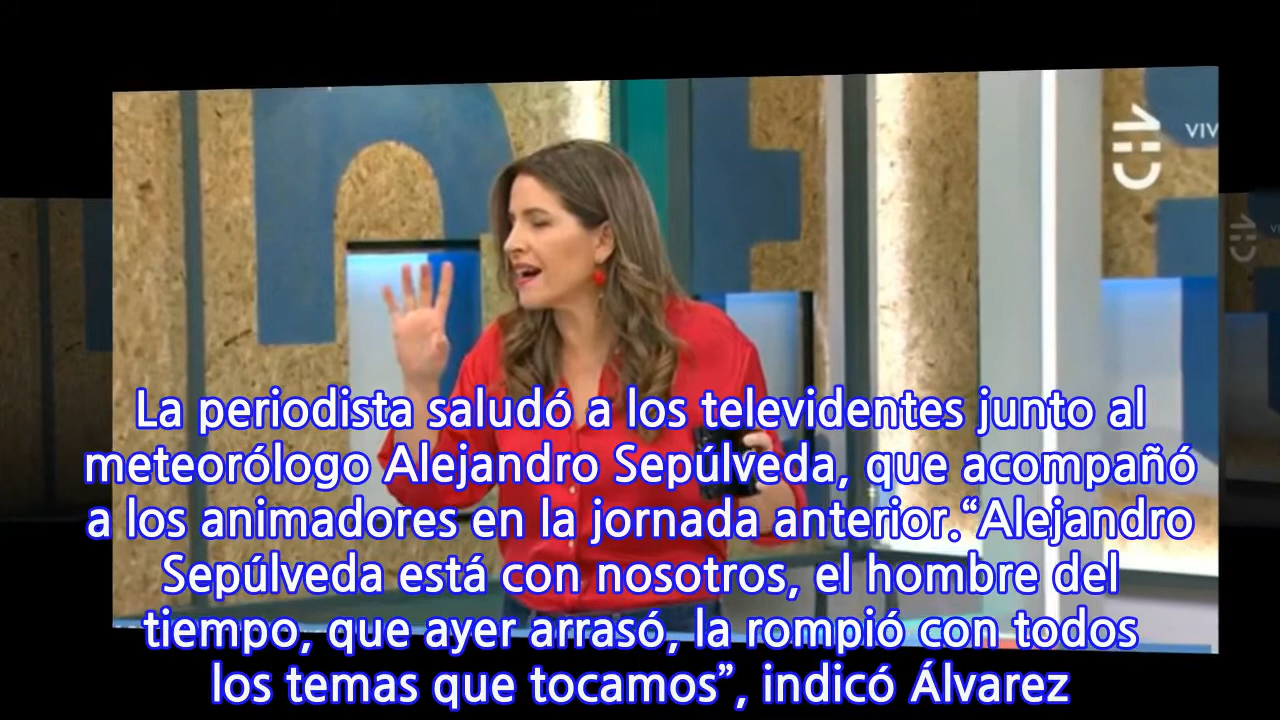 CHV
VIV
La periodista saludó a los televidentes junto al
meteorólogo Alejandro Sepúlveda, que acompañó
a los animadores en la jornada anterior.“Alejandro
Sepúlveda está con nosotros, el hombre del
tiempo, que ayer arrasó, la rompió con todos
los temas que tocamos”, indicó Álvarez